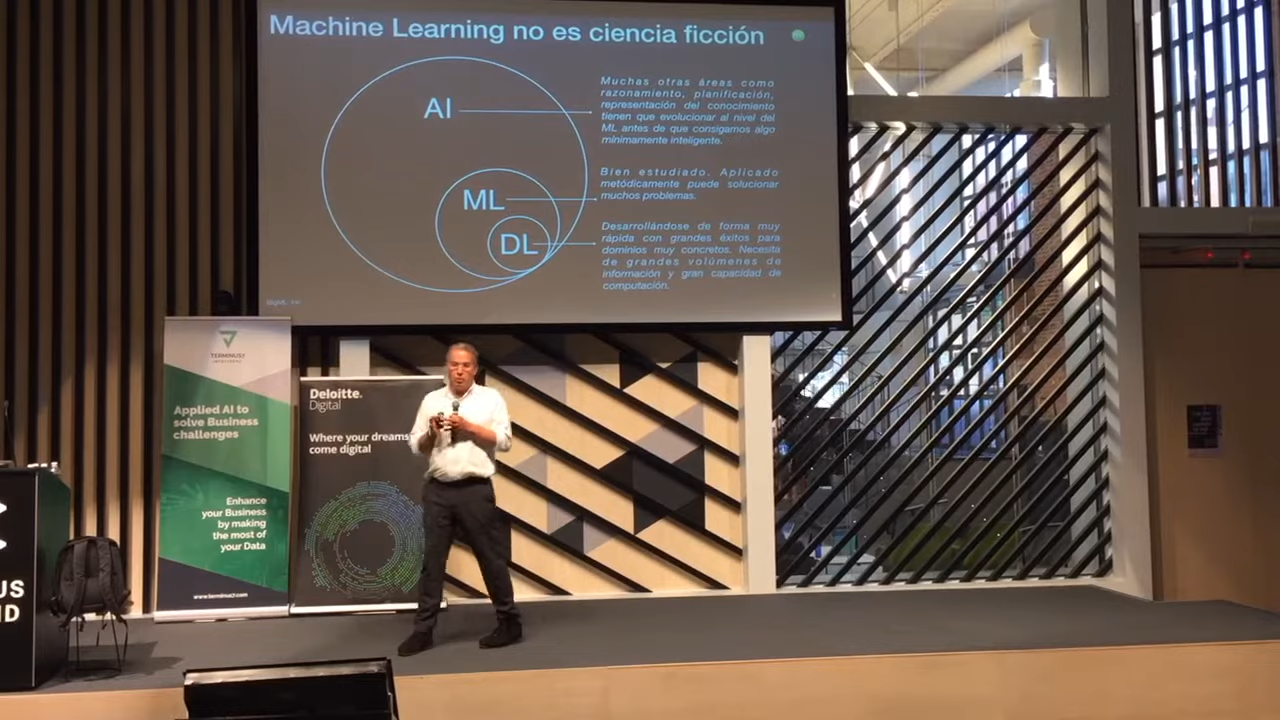 Machine Learning no es ciencia ficción
AI
Muchas otras áreas como
razonamiento, planificación,
representación del conocimiento
tienen que evolucionar al nivel del
ML antes de que consigamos algo
mínimamente inteligente.
ML
Bien estudiado. Aplicado
metódicamente puede solucionar
muchos problemas.
DL
Desarrollándose de forma muy
rápida con grandes éxitos para
dominios muy concretos. Necesita
de grandes volúmenes de
información y gran capacidad de
computación.
BigML, Inc
TERMINUS7
Applied AI to
solve Business
challenges
Enhance
your Business
by making
the most of
your Data
www.terminus7.com
Deloitte.
Digital
Where your dreams
come digital
US
ID